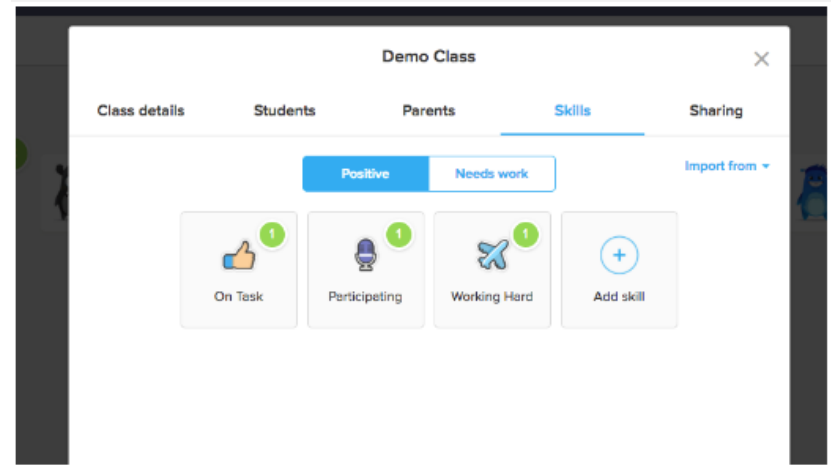 Demo Class
Class details Students Parents Skills Sharing
Positive Needs work Import from
1 1 1
On Task Participating Working Hard Add skill